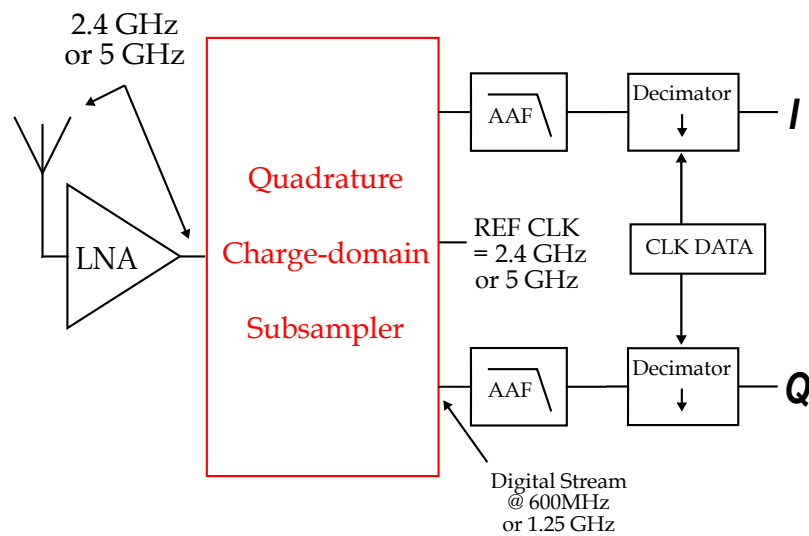 2.4 GHz
or 5 GHz
LNA
Quadrature
Charge-domain
Subsampler
AAF
Decimator
I
REF CLK
= 2.4 GHz
or 5 GHz
CLK DATA
AAF
Decimator
Q
Digital Stream
@ 600MHz
or 1.25 GHz